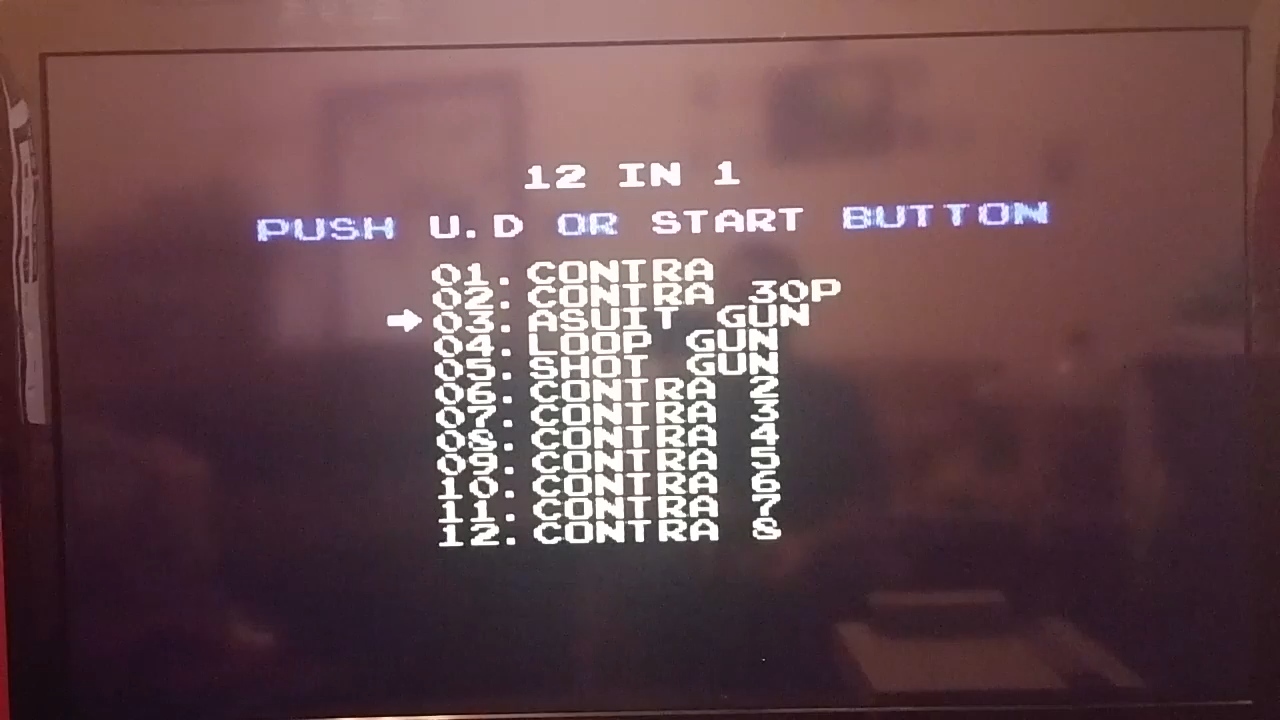 12 IN 1
PUSH U.D OR START BUTTON
01. CONTRA
02. CONTRA 30P
03. ASUIT GUN
04. LOOP GUN
05. SHOT GUN
06. CONTRA 2
07. CONTRA 3
08. CONTRA 4
09. CONTRA 5
10. CONTRA 6
11. CONTRA 7
12. CONTRA 8